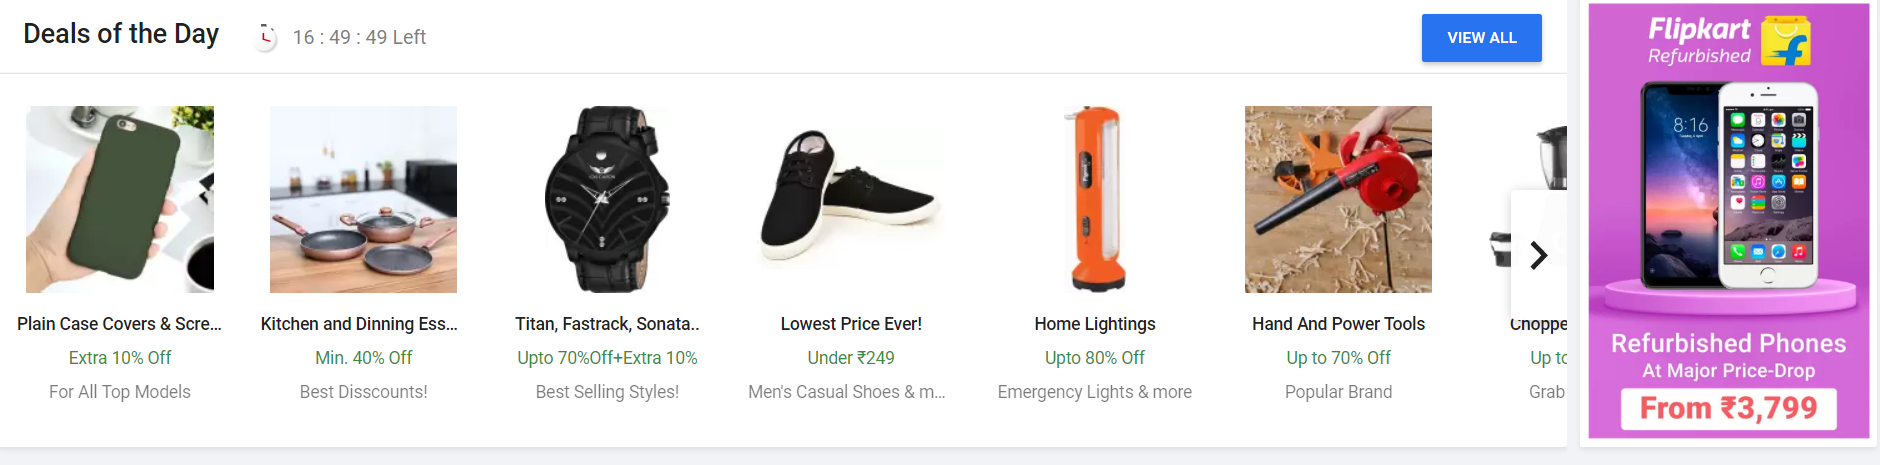 Deals of the Day
16 : 49 : 49 Left
VIEW ALL
Plain Case Covers & Scre...
Extra 10% Off
For All Top Models
Kitchen and Dinning Ess...
Min. 40% Off
Best Disscounts!
Titan, Fastrack, Sonata..
Upto 70%Off+Extra 10%
Best Selling Styles!
Lowest Price Ever!
Under ₹249
Men's Casual Shoes & m...
Home Lightings
Upto 80% Off
Emergency Lights & more
Hand And Power Tools
Up to 70% Off
Popular Brand
Choppe
Up to
Grab
Flipkart
Refurbished
8:16
Refurbished Phones
At Major Price-Drop
From ₹3,799